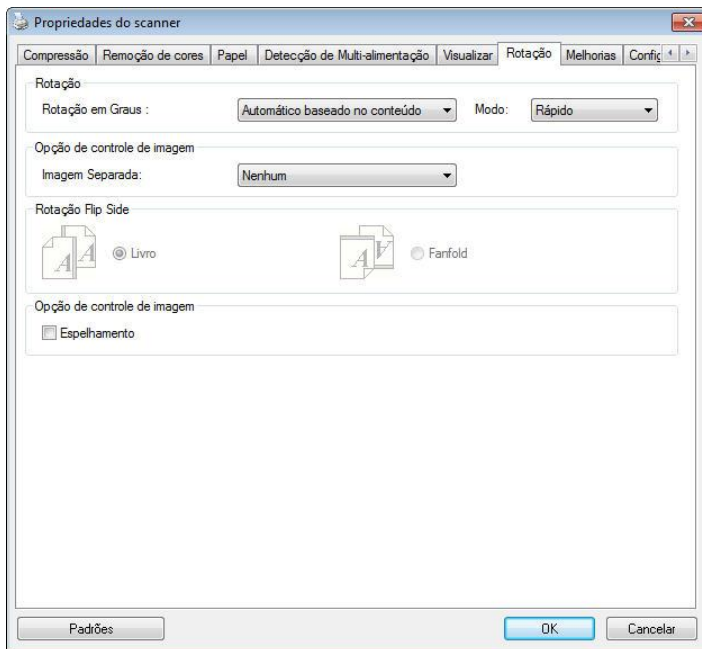 Propriedades do scanner
Compressão Remoção de cores Papel Detecção de Multi-alimentação Visualizar Rotação Melhorias
Rotação
Rotação em Graus : Automático baseado no conteúdo Modo: Rápido
Opção de controle de imagem
Imagem Separada: Nenhum
Rotação Flip Side
A A Livro A A Fanfold
Opção de controle de imagem
Espelhamento
Padrões OK Cancelar